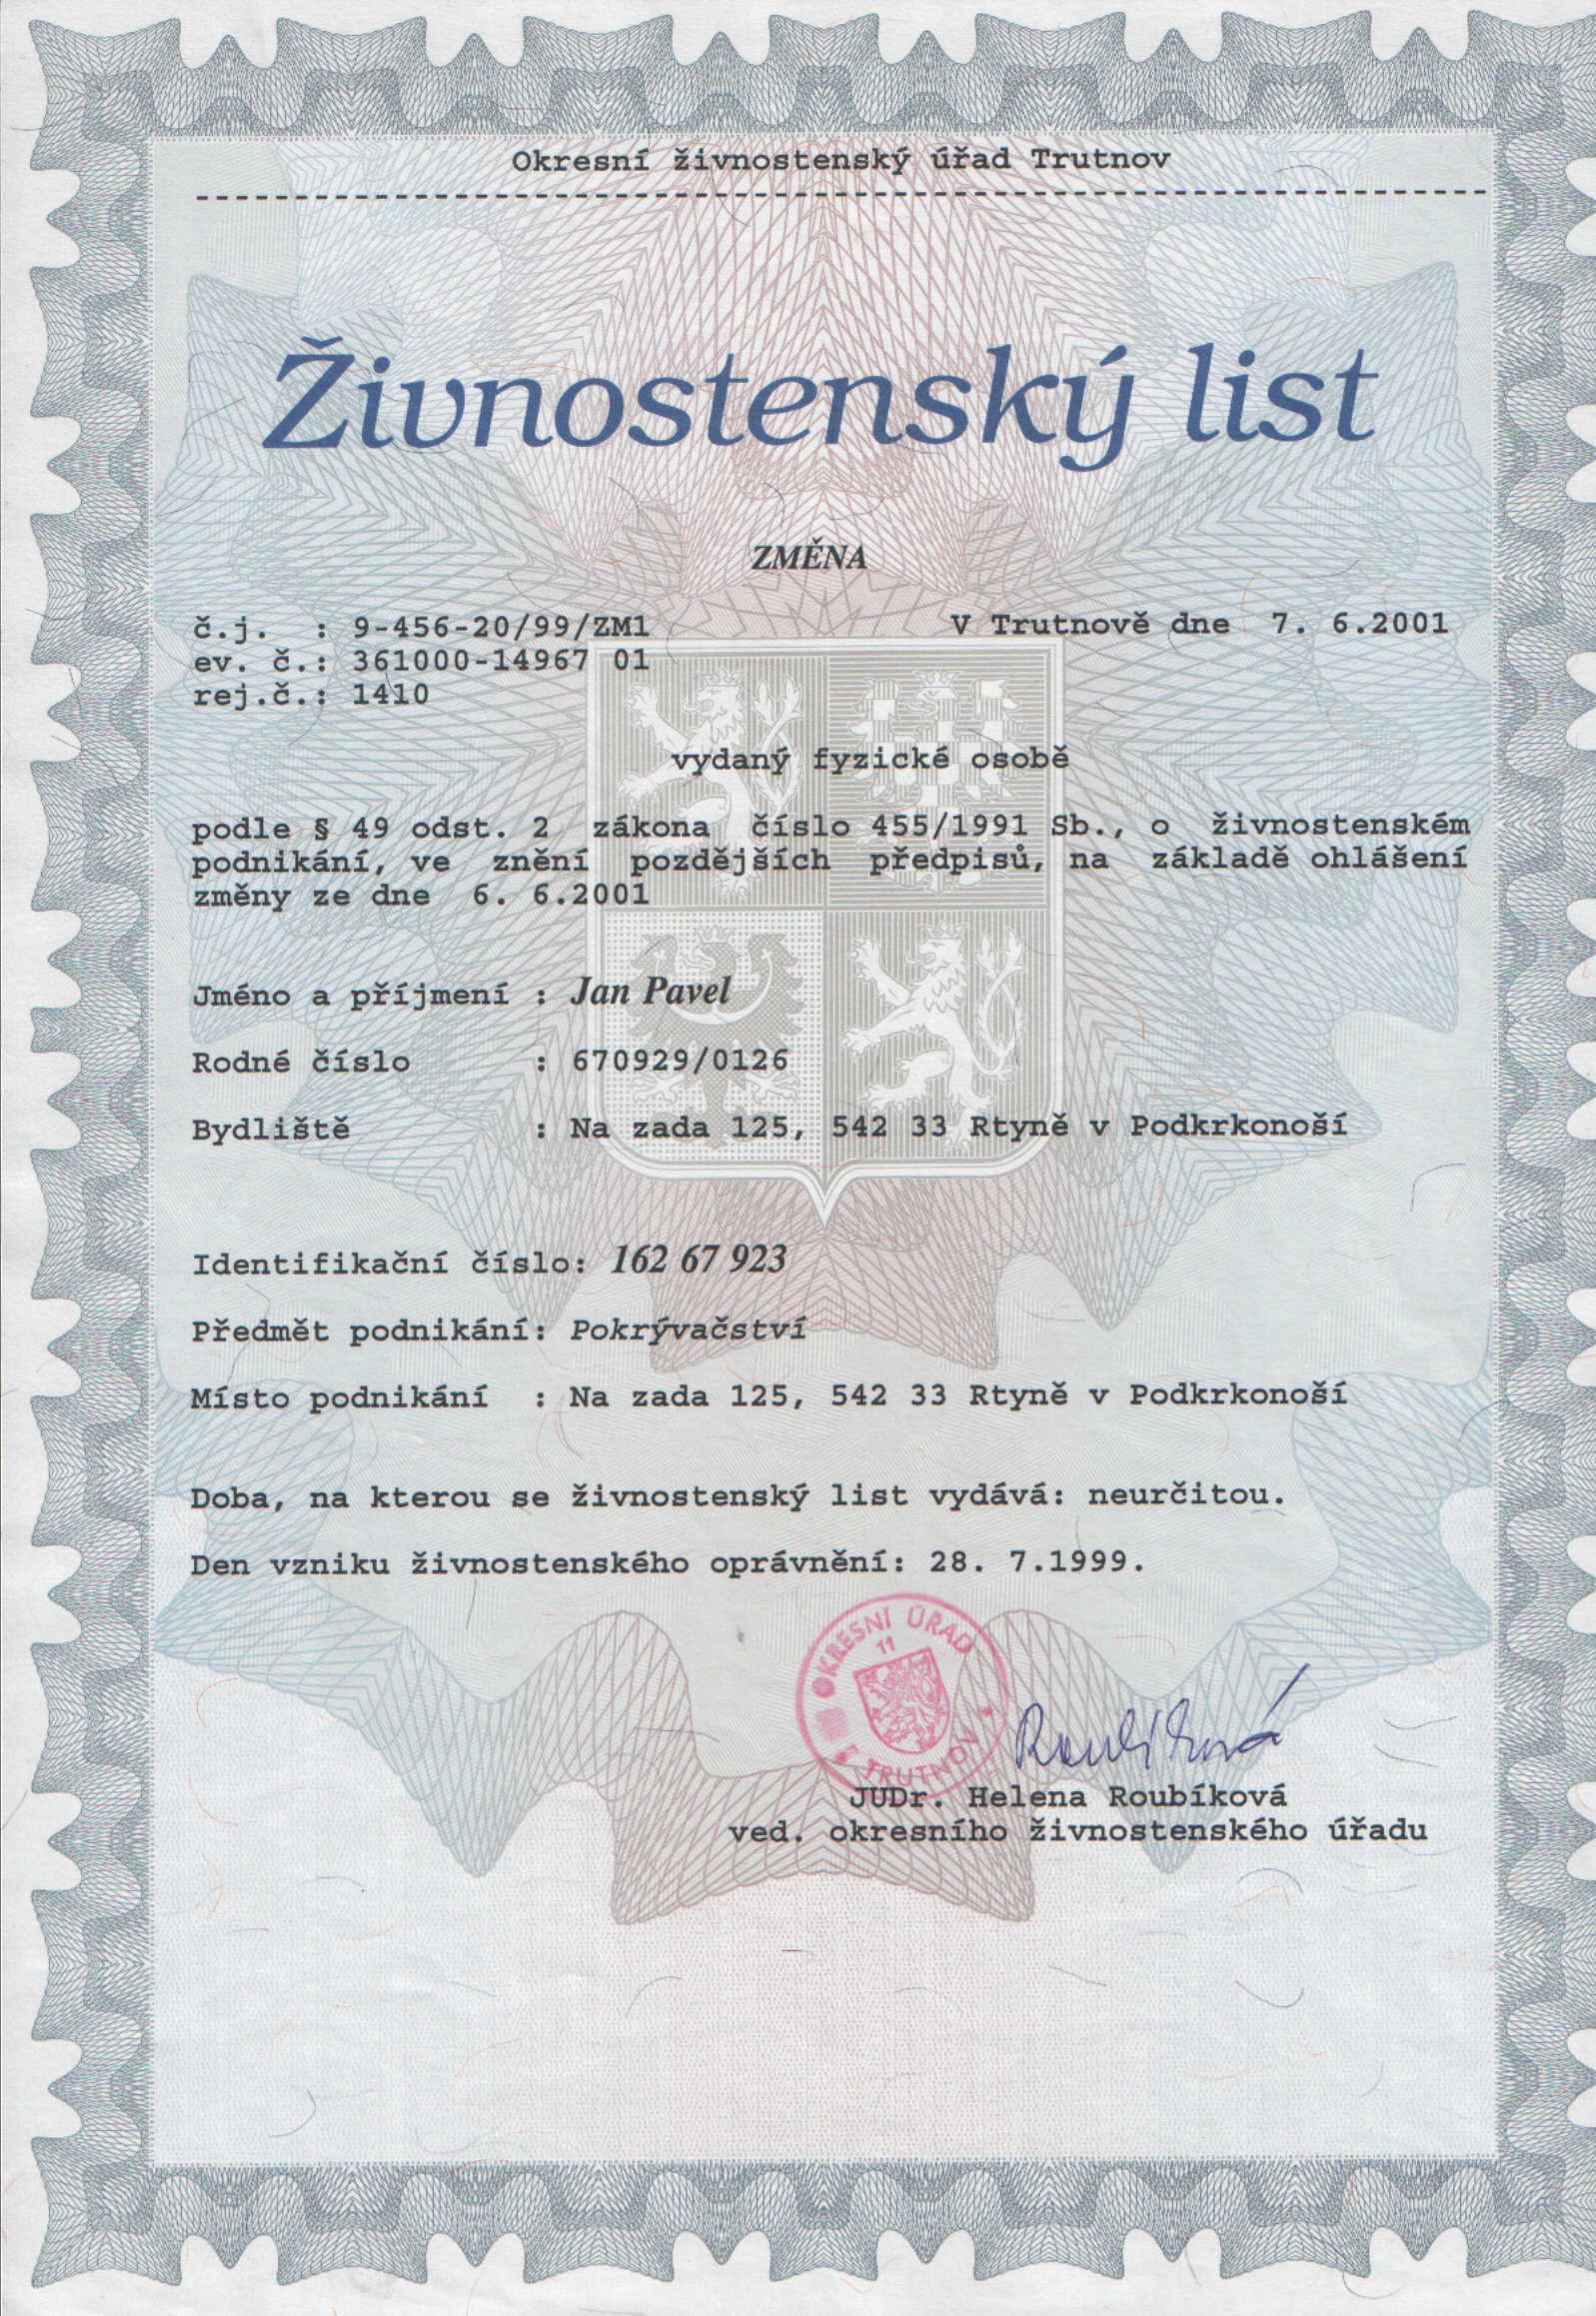 Okresní živnostenský úřad Trutnov
Živnostenský list
ZMĚNA
č.j. : 9-456-20/99/ZM1 V Trutnově dne 7. 6.2001
ev. č.: 361000-14967 01
rej.č.: 1410
vydaný fyzické osobě
podle § 49 odst. 2 zákona číslo 455/1991 Sb., o živnostenském
podnikání, ve znění pozdějších předpisů, na základě ohlášení
změny ze dne 6. 6.2001
Jméno a příjmení : Jan Pavel
Rodné číslo : 670929/0126
Bydliště : Na zada 125, 542 33 Rtyně v Podkrkonoší
Identifikační číslo: 162 67 923
Předmět podnikání: Pokrývačství
Místo podnikání : Na zada 125, 542 33 Rtyně v Podkrkonoší
Doba, na kterou se živnostenský list vydává: neurčitou.
Den vzniku živnostenského oprávnění: 28. 7.1999.
OKRESNÍ ÚŘAD
11
TRUTNOV
Roubíková
JUDr. Helena Roubíková
ved. okresního živnostenského úřadu